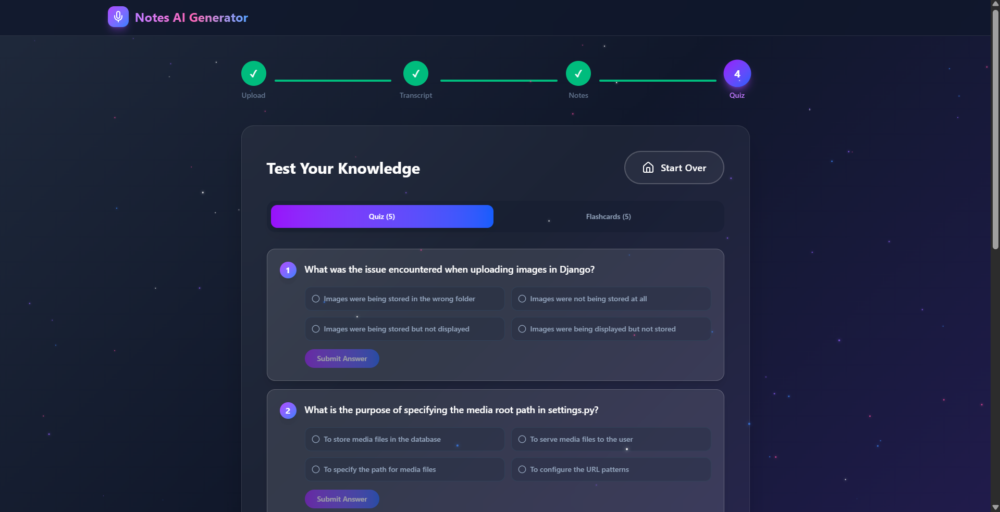 Notes AI Generator
✓ ✓ ✓ 4
Upload Transcript Notes Quiz
Test Your Knowledge
Start Over
Quiz (5) Flashcards (5)
1 What was the issue encountered when uploading images in Django?
Images were being stored in the wrong folder Images were not being stored at all
Images were being stored but not displayed Images were being displayed but not stored
Submit Answer
2 What is the purpose of specifying the media root path in settings.py?
To store media files in the database To serve media files to the user
To specify the path for media files To configure the URL patterns
Submit Answer